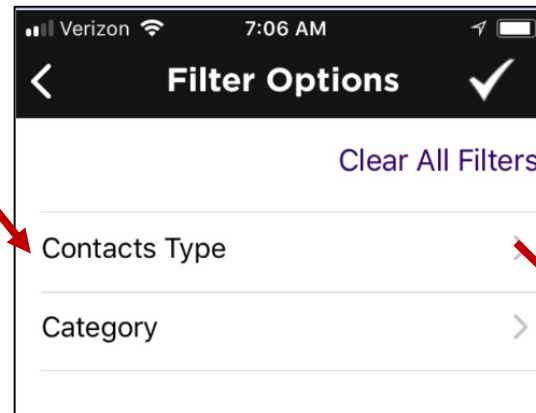 Verizon 7:06 AM
Filter Options
Clear All Filters
Contacts Type
Category